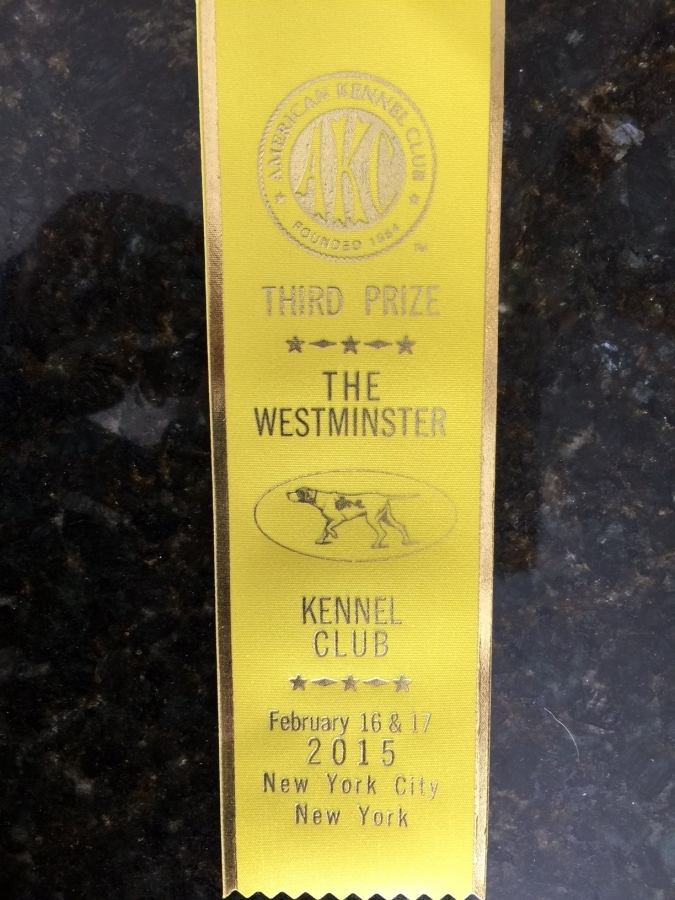 AMERICAN KENNEL CLUB
AKC
FOUNDED 1884
THIRD PRIZE
THE
WESTMINSTER
KENNEL
CLUB
February 16 & 17
2015
New York City
New York